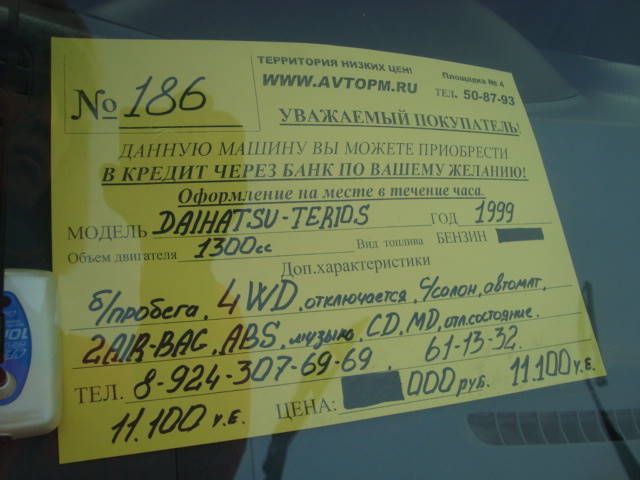 ТЕРРИТОРИЯ НИЗКИХ ЦЕН!
Площадка № 4
№ 186
WWW.AVTOPM.RU
ТЕЛ. 50-87-93
УВАЖАЕМЫЙ ПОКУПАТЕЛЬ!
ДАННУЮ МАШИНУ ВЫ МОЖЕТЕ ПРИОБРЕСТИ
В КРЕДИТ ЧЕРЕЗ БАНК ПО ВАШЕМУ ЖЕЛАНИЮ!
Оформление на месте в течение часа.
МОДЕЛЬ DAIHATSU-TERIOS ГОД 1999
Объем двигателя 1300cc Вид топлива БЕНЗИН
Доп.характеристики
б/пробега, 4WD, отключается, С/салон, автомат,
2AIR-BAG, ABS, музыка, CD, MD, отл.состояние.
ТЕЛ. 8-924-307-69-69. 61-13-32.
ЦЕНА: 000 руб. 11.100 у.е.
11.100 у.е.